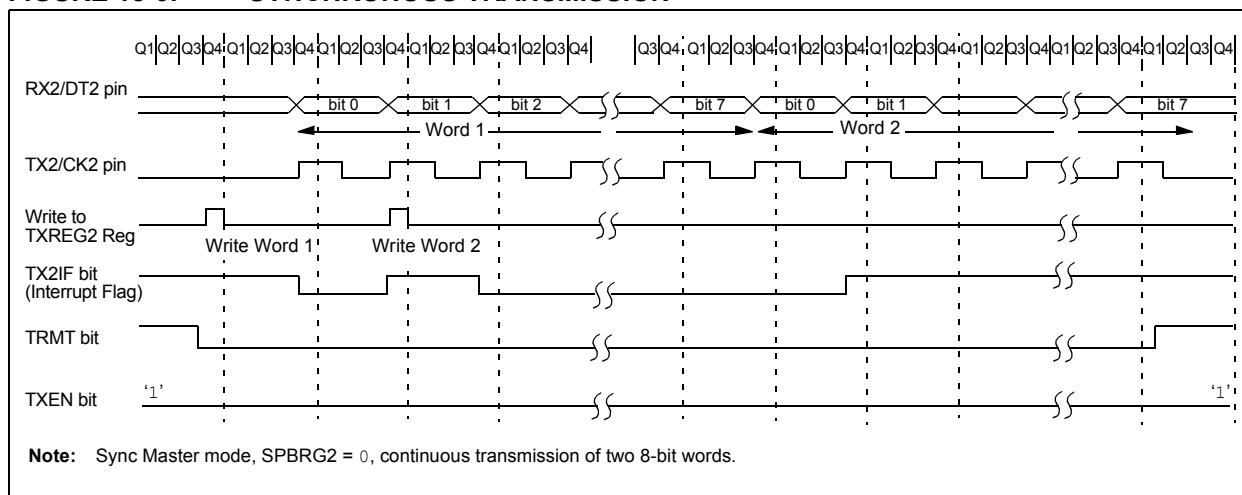 Q1 Q2 Q3 Q4 Q1 Q2 Q3 Q4 Q1 Q2 Q3 Q4 Q1 Q2 Q3 Q4 Q1 Q2 Q3 Q4 Q3 Q4 Q1 Q2 Q3 Q4 Q1 Q2 Q3 Q4 Q1 Q2 Q3 Q4 Q1 Q2 Q3 Q4 Q1 Q2 Q3 Q4 Q1 Q2 Q3 Q4
RX2/DT2 pin
bit 0 bit 1 bit 2 bit 7 bit 0 bit 1 bit 7
Word 1 Word 2
TX2/CK2 pin
Write to
TXREG2 Reg
Write Word 1 Write Word 2
TX2IF bit
(Interrupt Flag)
TRMT bit
TXEN bit
‘1’ ‘1’
Note: Sync Master mode, SPBRG2 = 0, continuous transmission of two 8-bit words.